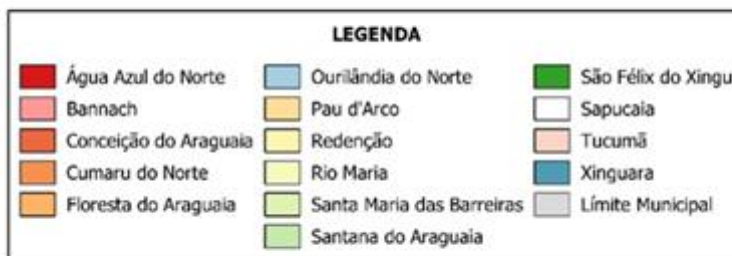 LEGENDA
Água Azul do Norte
Bannach
Conceição do Araguaia
Cumaru do Norte
Floresta do Araguaia
Ourilândia do Norte
Pau d'Arco
Redenção
Rio Maria
Santa Maria das Barreiras
Santana do Araguaia
São Félix do Xingu
Sapucaia
Tucumã
Xinguara
Límite Municipal